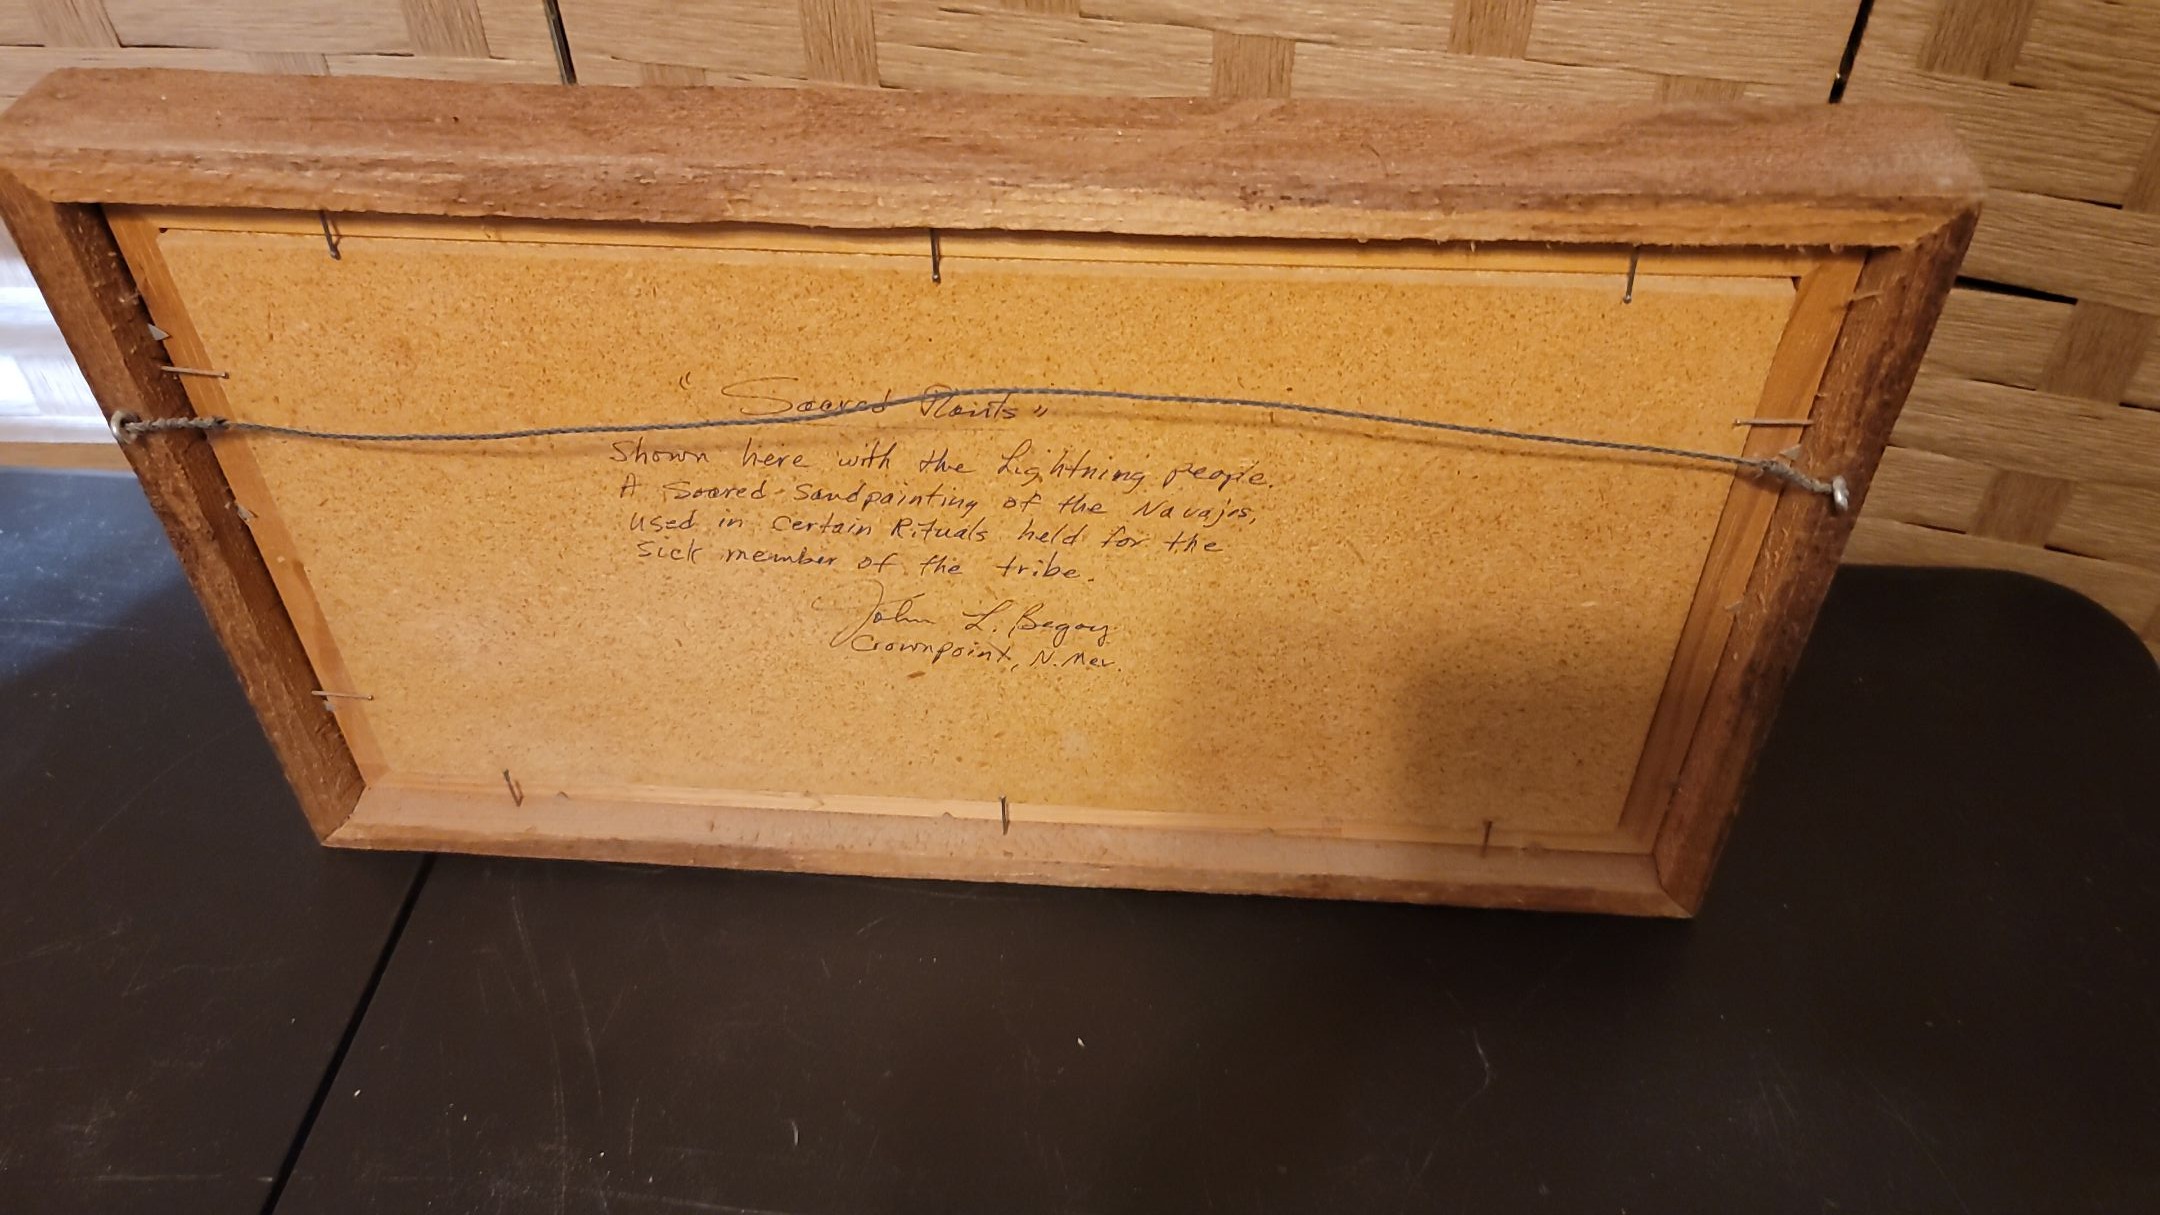 "Sacred Plants"
Shown here with the Lightning people.
A Sacred Sandpainting of the Navajos,
used in Certain Rituals held for the
Sick member of the tribe.
John L. Begay
Crownpoint, N. Mex.